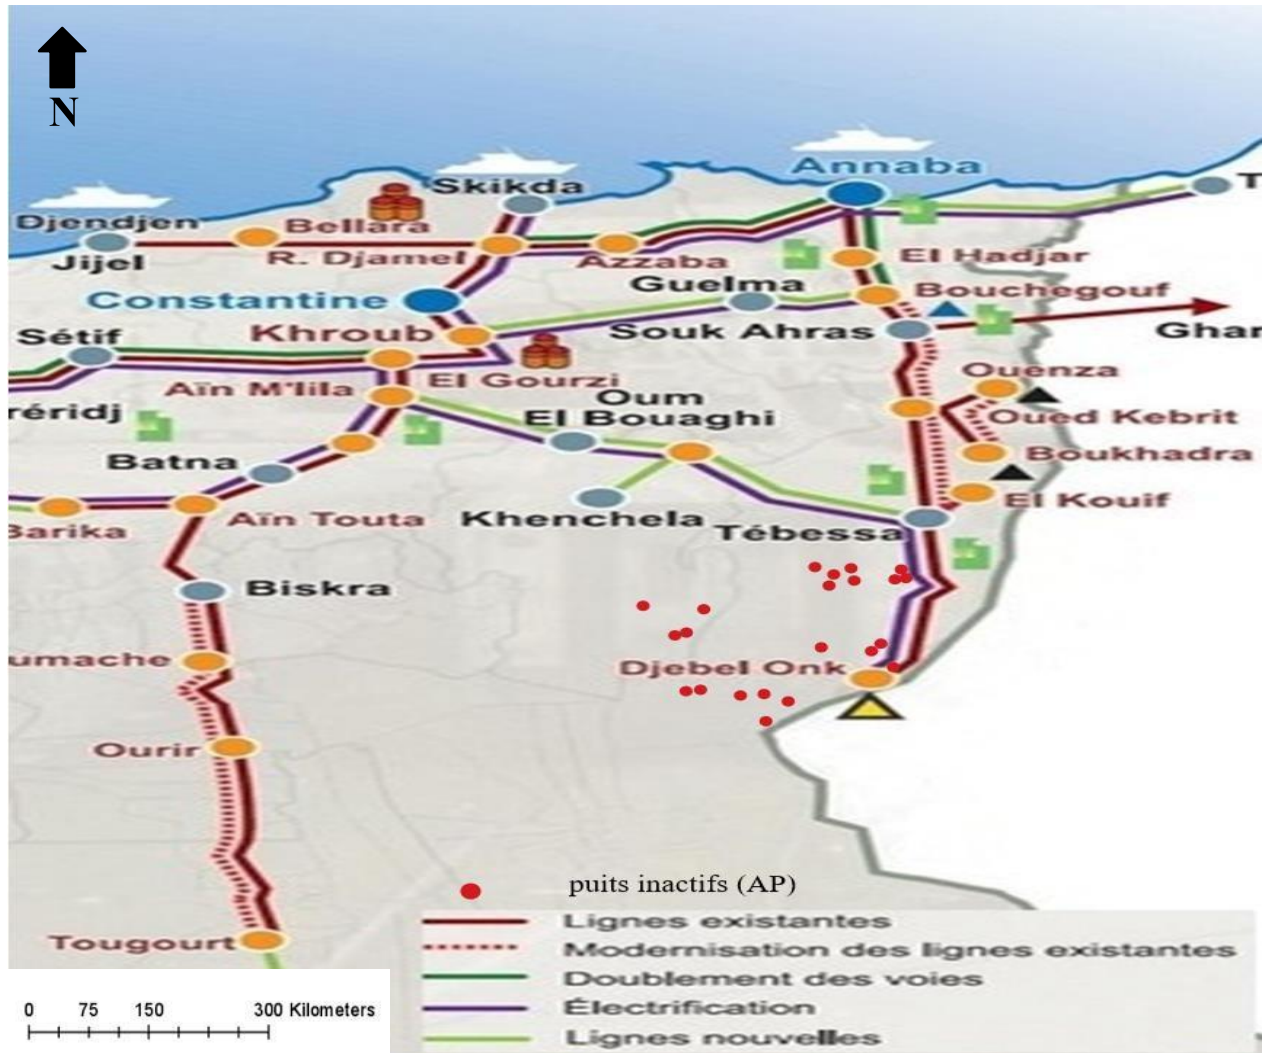 N
Annaba
Skikda
Djendjen
Bellara
T
Jijel
R. Djamel
Azzaba
El Hadjar
Constantine
Guelma
Bouchegouf
Sétif
Khroub
Souk Ahras
Ghar
Aïn M'lila
El Gourzi
Ouenza
réridj
Oum
El Bouaghi
Oued Kebrit
Batna
Boukhadra
Barika
Aïn Touta
Khenchela
El Kouif
Tébessa
Biskra
umache
Djebel Onk
Ourir
puits inactifs (AP)
Lignes existantes
Tougourt
Modernisation des lignes existantes
Doublement des voies
0 75 150 300 Kilometers
Électrification
Lignes nouvelles